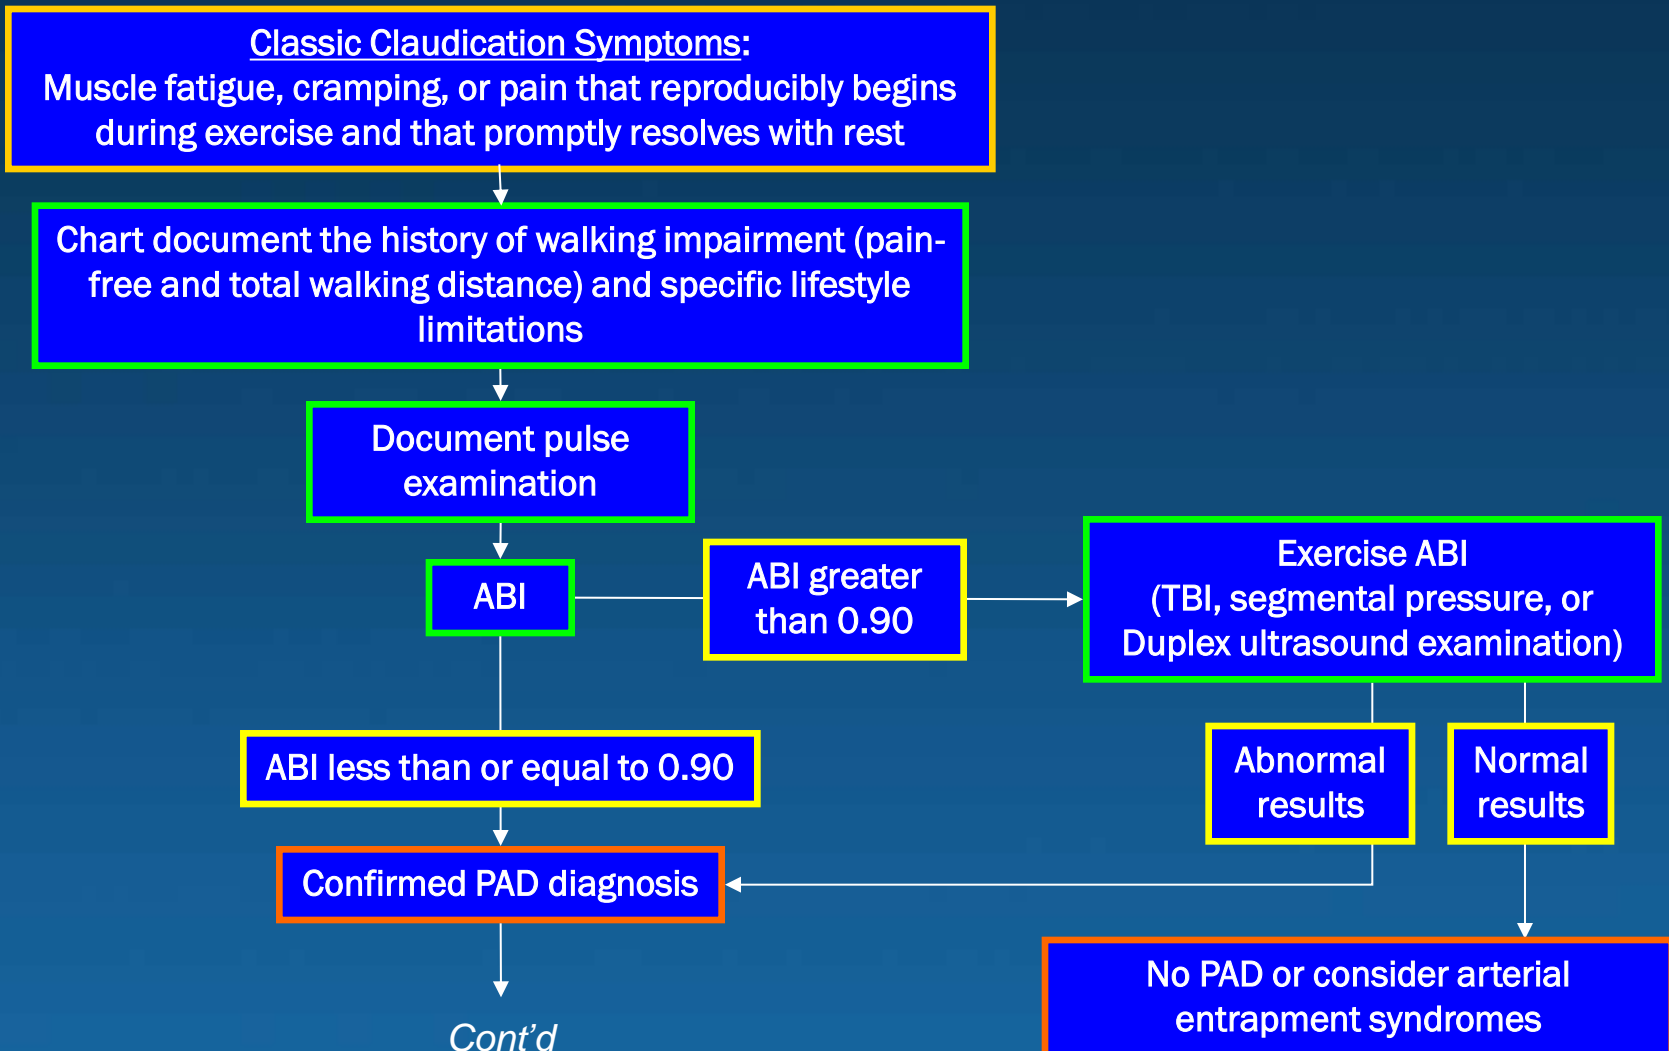 Classic Claudication Symptoms:
Muscle fatigue, cramping, or pain that reproducibly begins
during exercise and that promptly resolves with rest
Chart document the history of walking impairment (pain-
free and total walking distance) and specific lifestyle
limitations
Document pulse
examination
ABI
ABI greater
than 0.90
Exercise ABI
(TBI, segmental pressure, or
Duplex ultrasound examination)
ABI less than or equal to 0.90
Abnormal
results
Normal
results
Confirmed PAD diagnosis
No PAD or consider arterial
entrapment syndromes
Cont'd